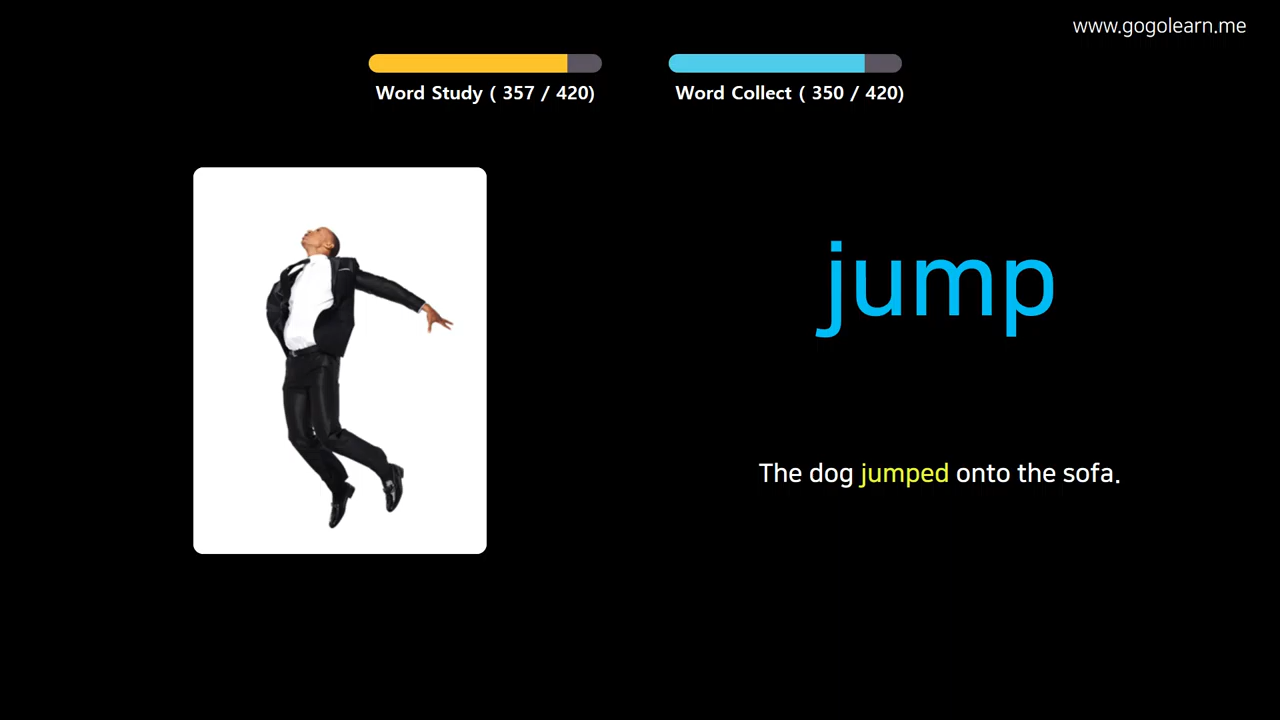 www.gogolearn.me
Word Study ( 357 / 420)
Word Collect ( 350 / 420)
jump
The dog jumped onto the sofa.